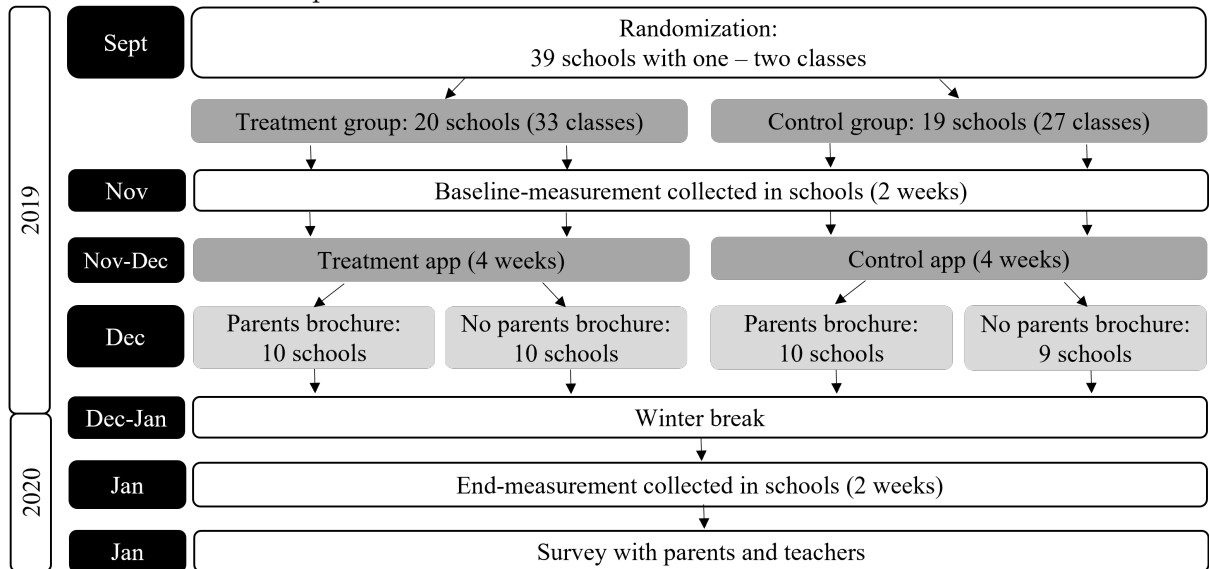 Sept
Randomization:
39 schools with one – two classes
Treatment group: 20 schools (33 classes)
Control group: 19 schools (27 classes)
2019
Nov
Baseline-measurement collected in schools (2 weeks)
Nov-Dec
Treatment app (4 weeks)
Control app (4 weeks)
Dec
Parents brochure:
10 schools
No parents brochure:
10 schools
Parents brochure:
10 schools
No parents brochure:
9 schools
Dec-Jan
Winter break
2020
Jan
End-measurement collected in schools (2 weeks)
Jan
Survey with parents and teachers